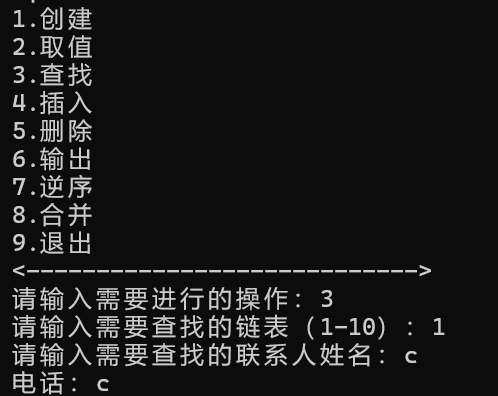 1.创建
2.取值
3.查找
4.插入
5.删除
6.输出
7.逆序
8.合并
9.退出
<---------------------------->
请输入需要进行的操作：3
请输入需要查找的链表（1-10）：1
请输入需要查找的联系人姓名：c
电话：c